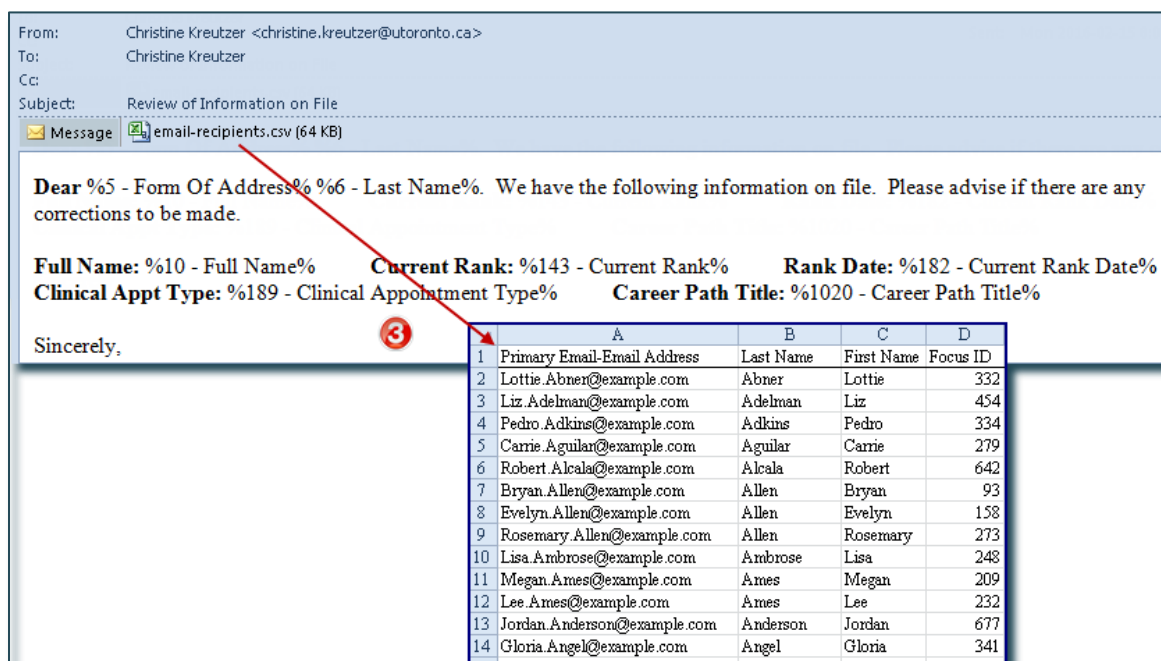 From: Christine Kreutzer <christine.kreutzer@utoronto.ca>
To: Christine Kreutzer
Cc:
Subject: Review of Information on File
Message email-recipients.csv (64 KB)
Dear %5 - Form Of Address% %6 - Last Name%. We have the following information on file. Please advise if there are any
corrections to be made.
Full Name: %10 - Full Name% Current Rank: %143 - Current Rank% Rank Date: %182 - Current Rank Date%
Clinical Appt Type: %189 - Clinical Appointment Type% Career Path Title: %1020 - Career Path Title%
Sincerely,
3
A B C D
1 Primary Email-Email Address Last Name First Name Focus ID
2 Lottie.Abner@example.com Abner Lottie 332
3 Liz.Adelman@example.com Adelman Liz 454
4 Pedro.Adkins@example.com Adkins Pedro 334
5 Carrie.Aguilar@example.com Aguilar Carrie 279
6 Robert.Alcala@example.com Alcala Robert 642
7 Bryan.Allen@example.com Allen Bryan 93
8 Evelyn.Allen@example.com Allen Evelyn 158
9 Rosemary.Allen@example.com Allen Rosemary 273
10 Lisa.Ambrose@example.com Ambrose Lisa 248
11 Megan.Ames@example.com Ames Megan 209
12 Lee.Ames@example.com Ames Lee 232
13 Jordan.Anderson@example.com Anderson Jordan 677
14 Gloria.Angel@example.com Angel Gloria 341